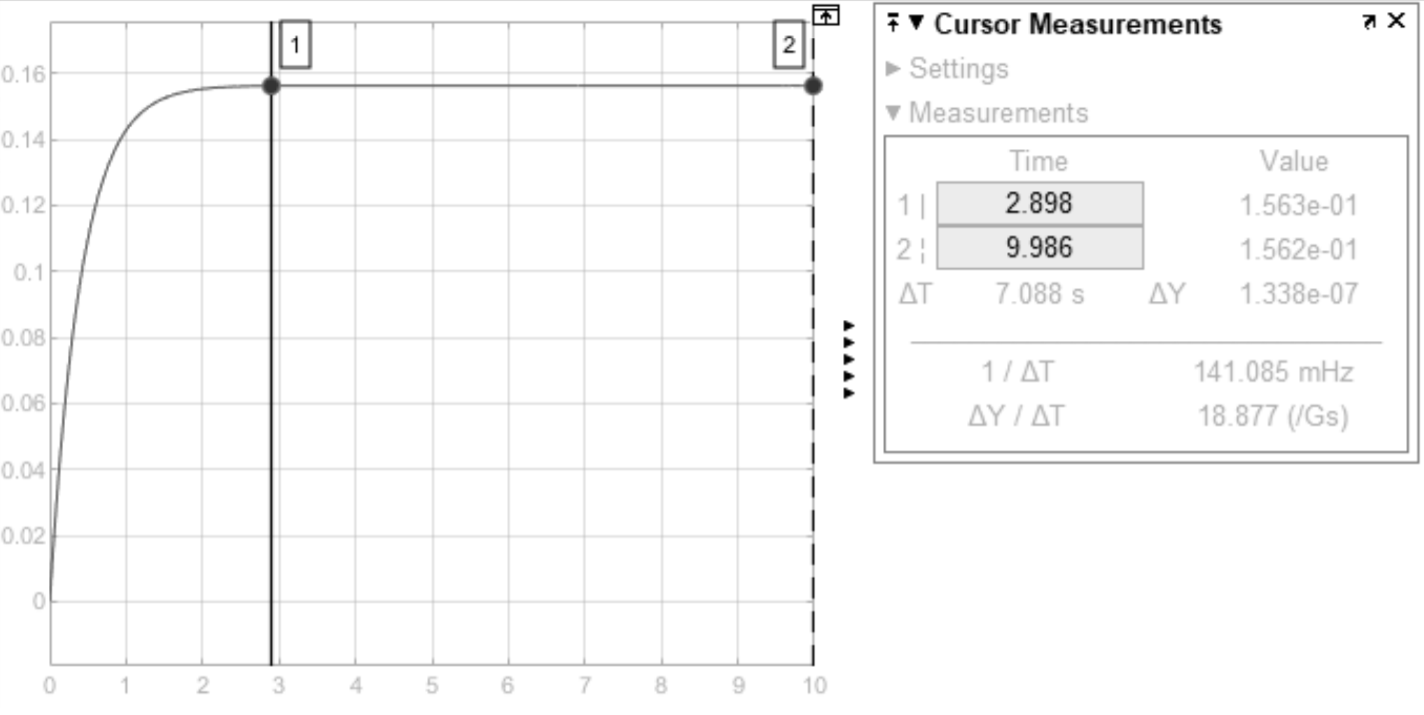 1
2
0.16
0.14
0.12
0.1
0.08
0.06
0.04
0.02
0
0 1 2 3 4 5 6 7 8 9 10
Cursor Measurements
Settings
Measurements
Time Value
1 | 2.898 1.563e-01
2 ¦ 9.986 1.562e-01
ΔT 7.088 s ΔY 1.338e-07
1 / ΔT 141.085 mHz
ΔY / ΔT 18.877 (/Gs)